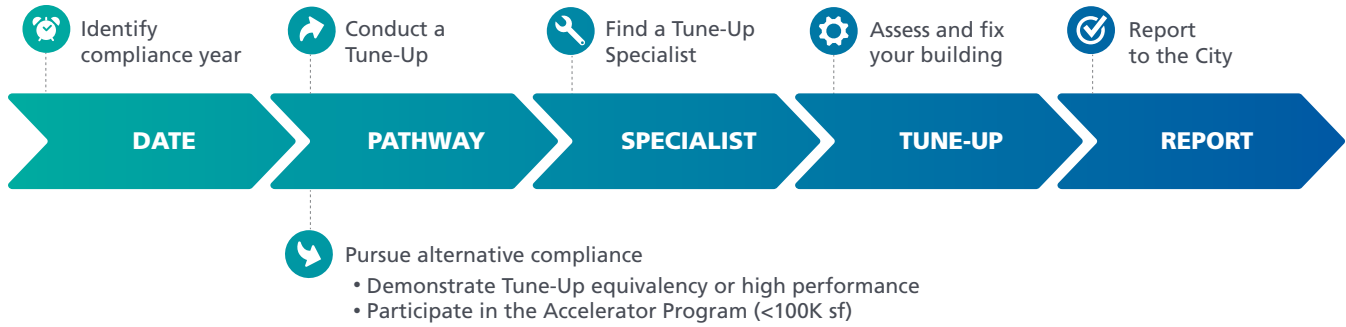 Identify
compliance year
Conduct a
Tune-Up
Find a Tune-Up
Specialist
Assess and fix
your building
Report
to the City
DATE
PATHWAY
SPECIALIST
TUNE-UP
REPORT
Pursue alternative compliance
• Demonstrate Tune-Up equivalency or high performance
• Participate in the Accelerator Program (<100K sf)